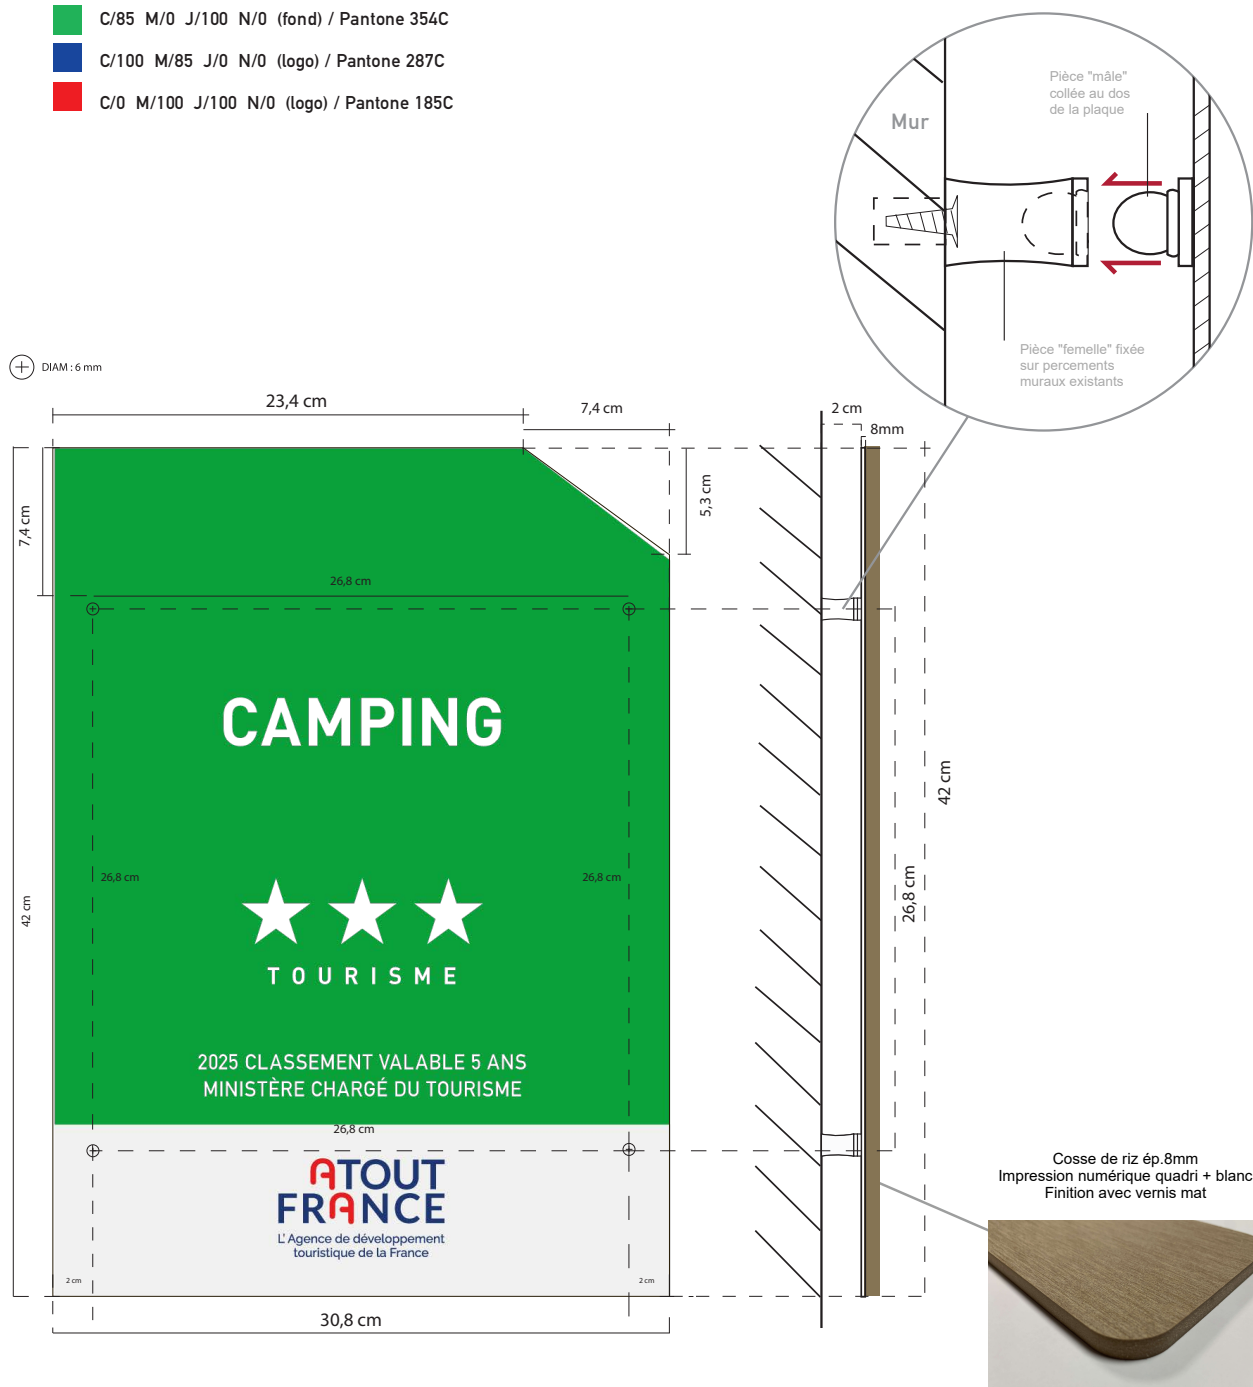 C/85 M/0 J/100 N/0 (fond) / Pantone 354C
C/100 M/85 J/0 N/0 (logo) / Pantone 287C
C/0 M/100 J/100 N/0 (logo) / Pantone 185C
Pièce "mâle"
collée au dos
de la plaque
Mur
Pièce "femelle" fixée
sur percements
muraux existants
DIAM : 6 mm
23,4 cm
7,4 cm
2 cm
8mm
7,4 cm
5,3 cm
26,8 cm
CAMPING
42 cm
26,8 cm
26,8 cm
26,8 cm
42 cm
TOURISME
2025 CLASSEMENT VALABLE 5 ANS
MINISTÈRE CHARGÉ DU TOURISME
26,8 cm
ATOUT
FRANCE
L'Agence de développement
touristique de la France
2 cm
2 cm
30,8 cm
Cosse de riz ép.8mm
Impression numérique quadri + blanc
Finition avec vernis mat